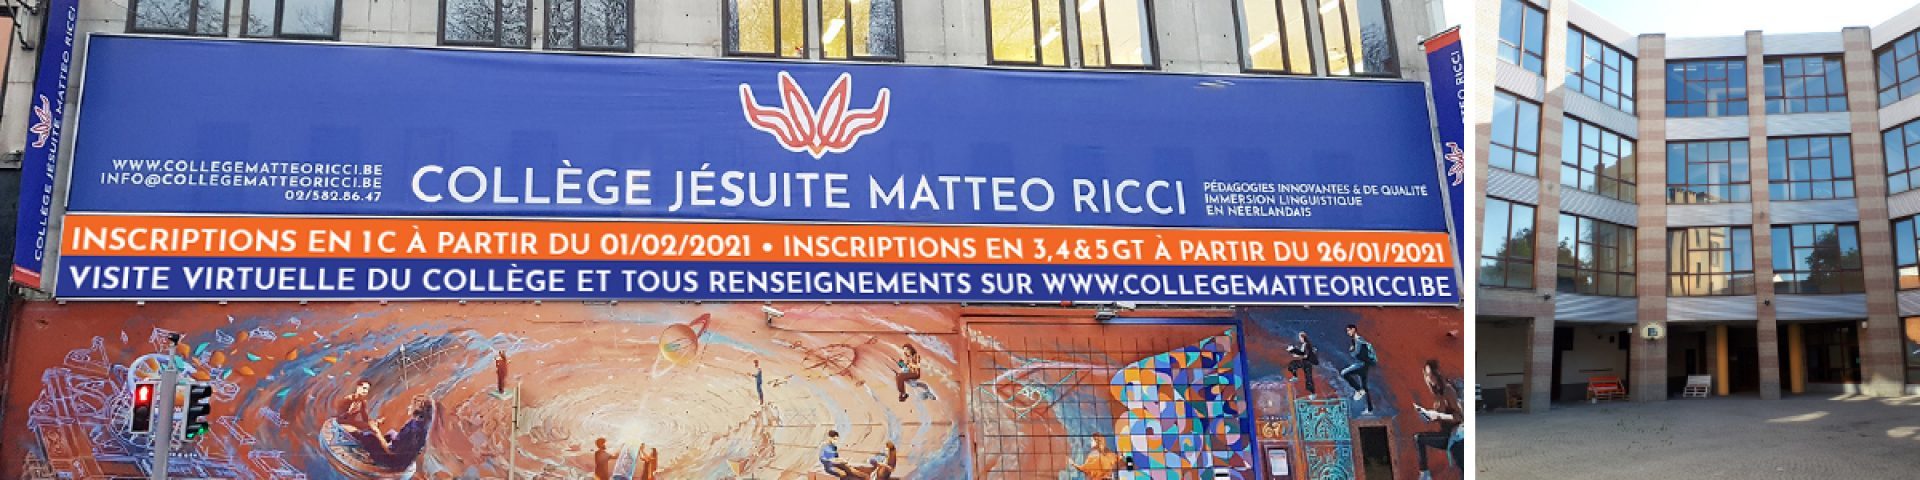 COLLÈGE JÉSUITE MATTEO RICCI
WWW.COLLEGEMATTEORICCI.BE
INFO@COLLEGEMATTEORICCI.BE
02/582.86.47
COLLÈGE JÉSUITE MATTEO RICCI
PÉDAGOGIES INNOVANTES & DE QUALITÉ
IMMERSION LINGUISTIQUE
EN NÉERLANDAIS
INSCRIPTIONS EN 1C À PARTIR DU 01/02/2021 • INSCRIPTIONS EN 3,4&5GT À PARTIR DU 26/01/2021
VISITE VIRTUELLE DU COLLÈGE ET TOUS RENSEIGNEMENTS SUR WWW.COLLEGEMATTEORICCI.BE